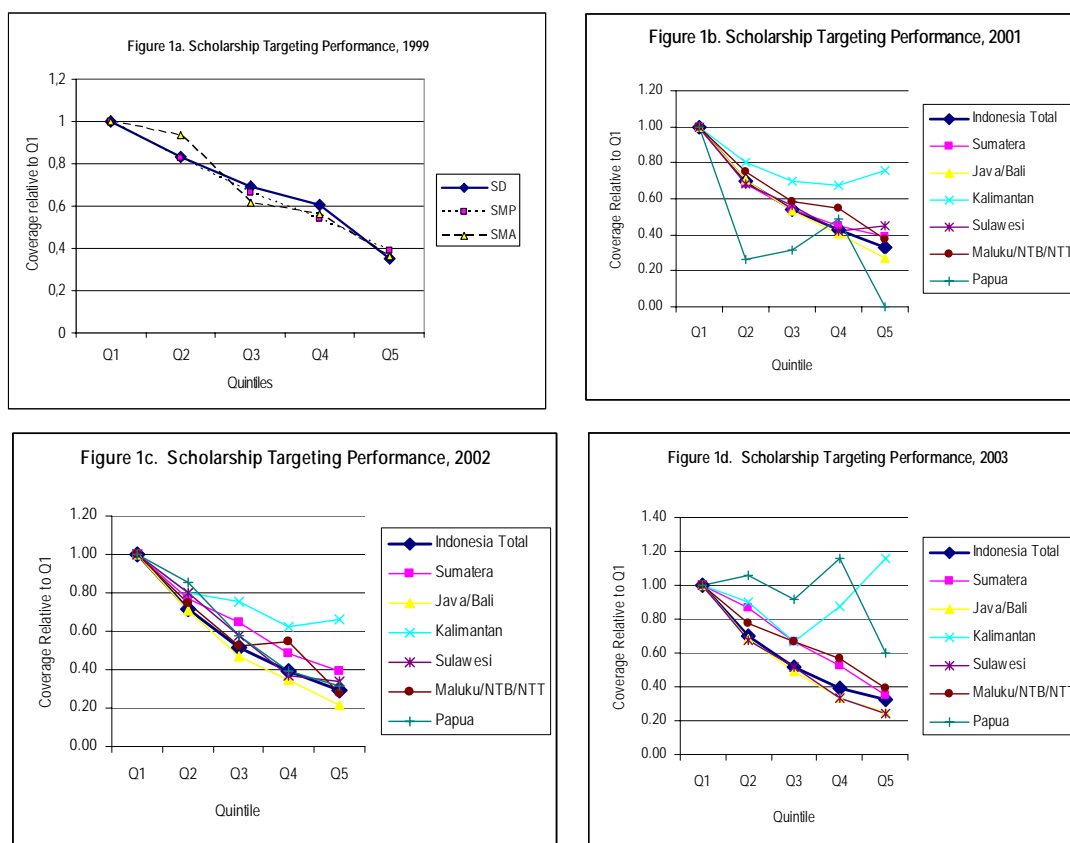 Figure 1a. Scholarship Targeting Performance, 1999
Coverage relative to Q1
1,2
1
0,8
0,6
0,4
0,2
0
Q1 Q2 Q3 Q4 Q5
Quintiles
SD
SMP
SMA
Figure 1b. Scholarship Targeting Performance, 2001
Coverage Relative to Q1
1.20
1.00
0.80
0.60
0.40
0.20
0.00
Q1 Q2 Q3 Q4 Q5
Quintile
Indonesia Total
Sumatera
Java/Bali
Kalimantan
Sulawesi
Maluku/NTB/NTT
Papua
Figure 1c. Scholarship Targeting Performance, 2002
Coverage Relative to Q1
1.20
1.00
0.80
0.60
0.40
0.20
0.00
Q1 Q2 Q3 Q4 Q5
Quintile
Indonesia Total
Sumatera
Java/Bali
Kalimantan
Sulawesi
Maluku/NTB/NTT
Papua
Figure 1d. Scholarship Targeting Performance, 2003
Coverage Relative to Q1
1.40
1.20
1.00
0.80
0.60
0.40
0.20
0.00
Q1 Q2 Q3 Q4 Q5
Quintile
Indonesia Total
Sumatera
Java/Bali
Kalimantan
Sulawesi
Maluku/NTB/NTT
Papua